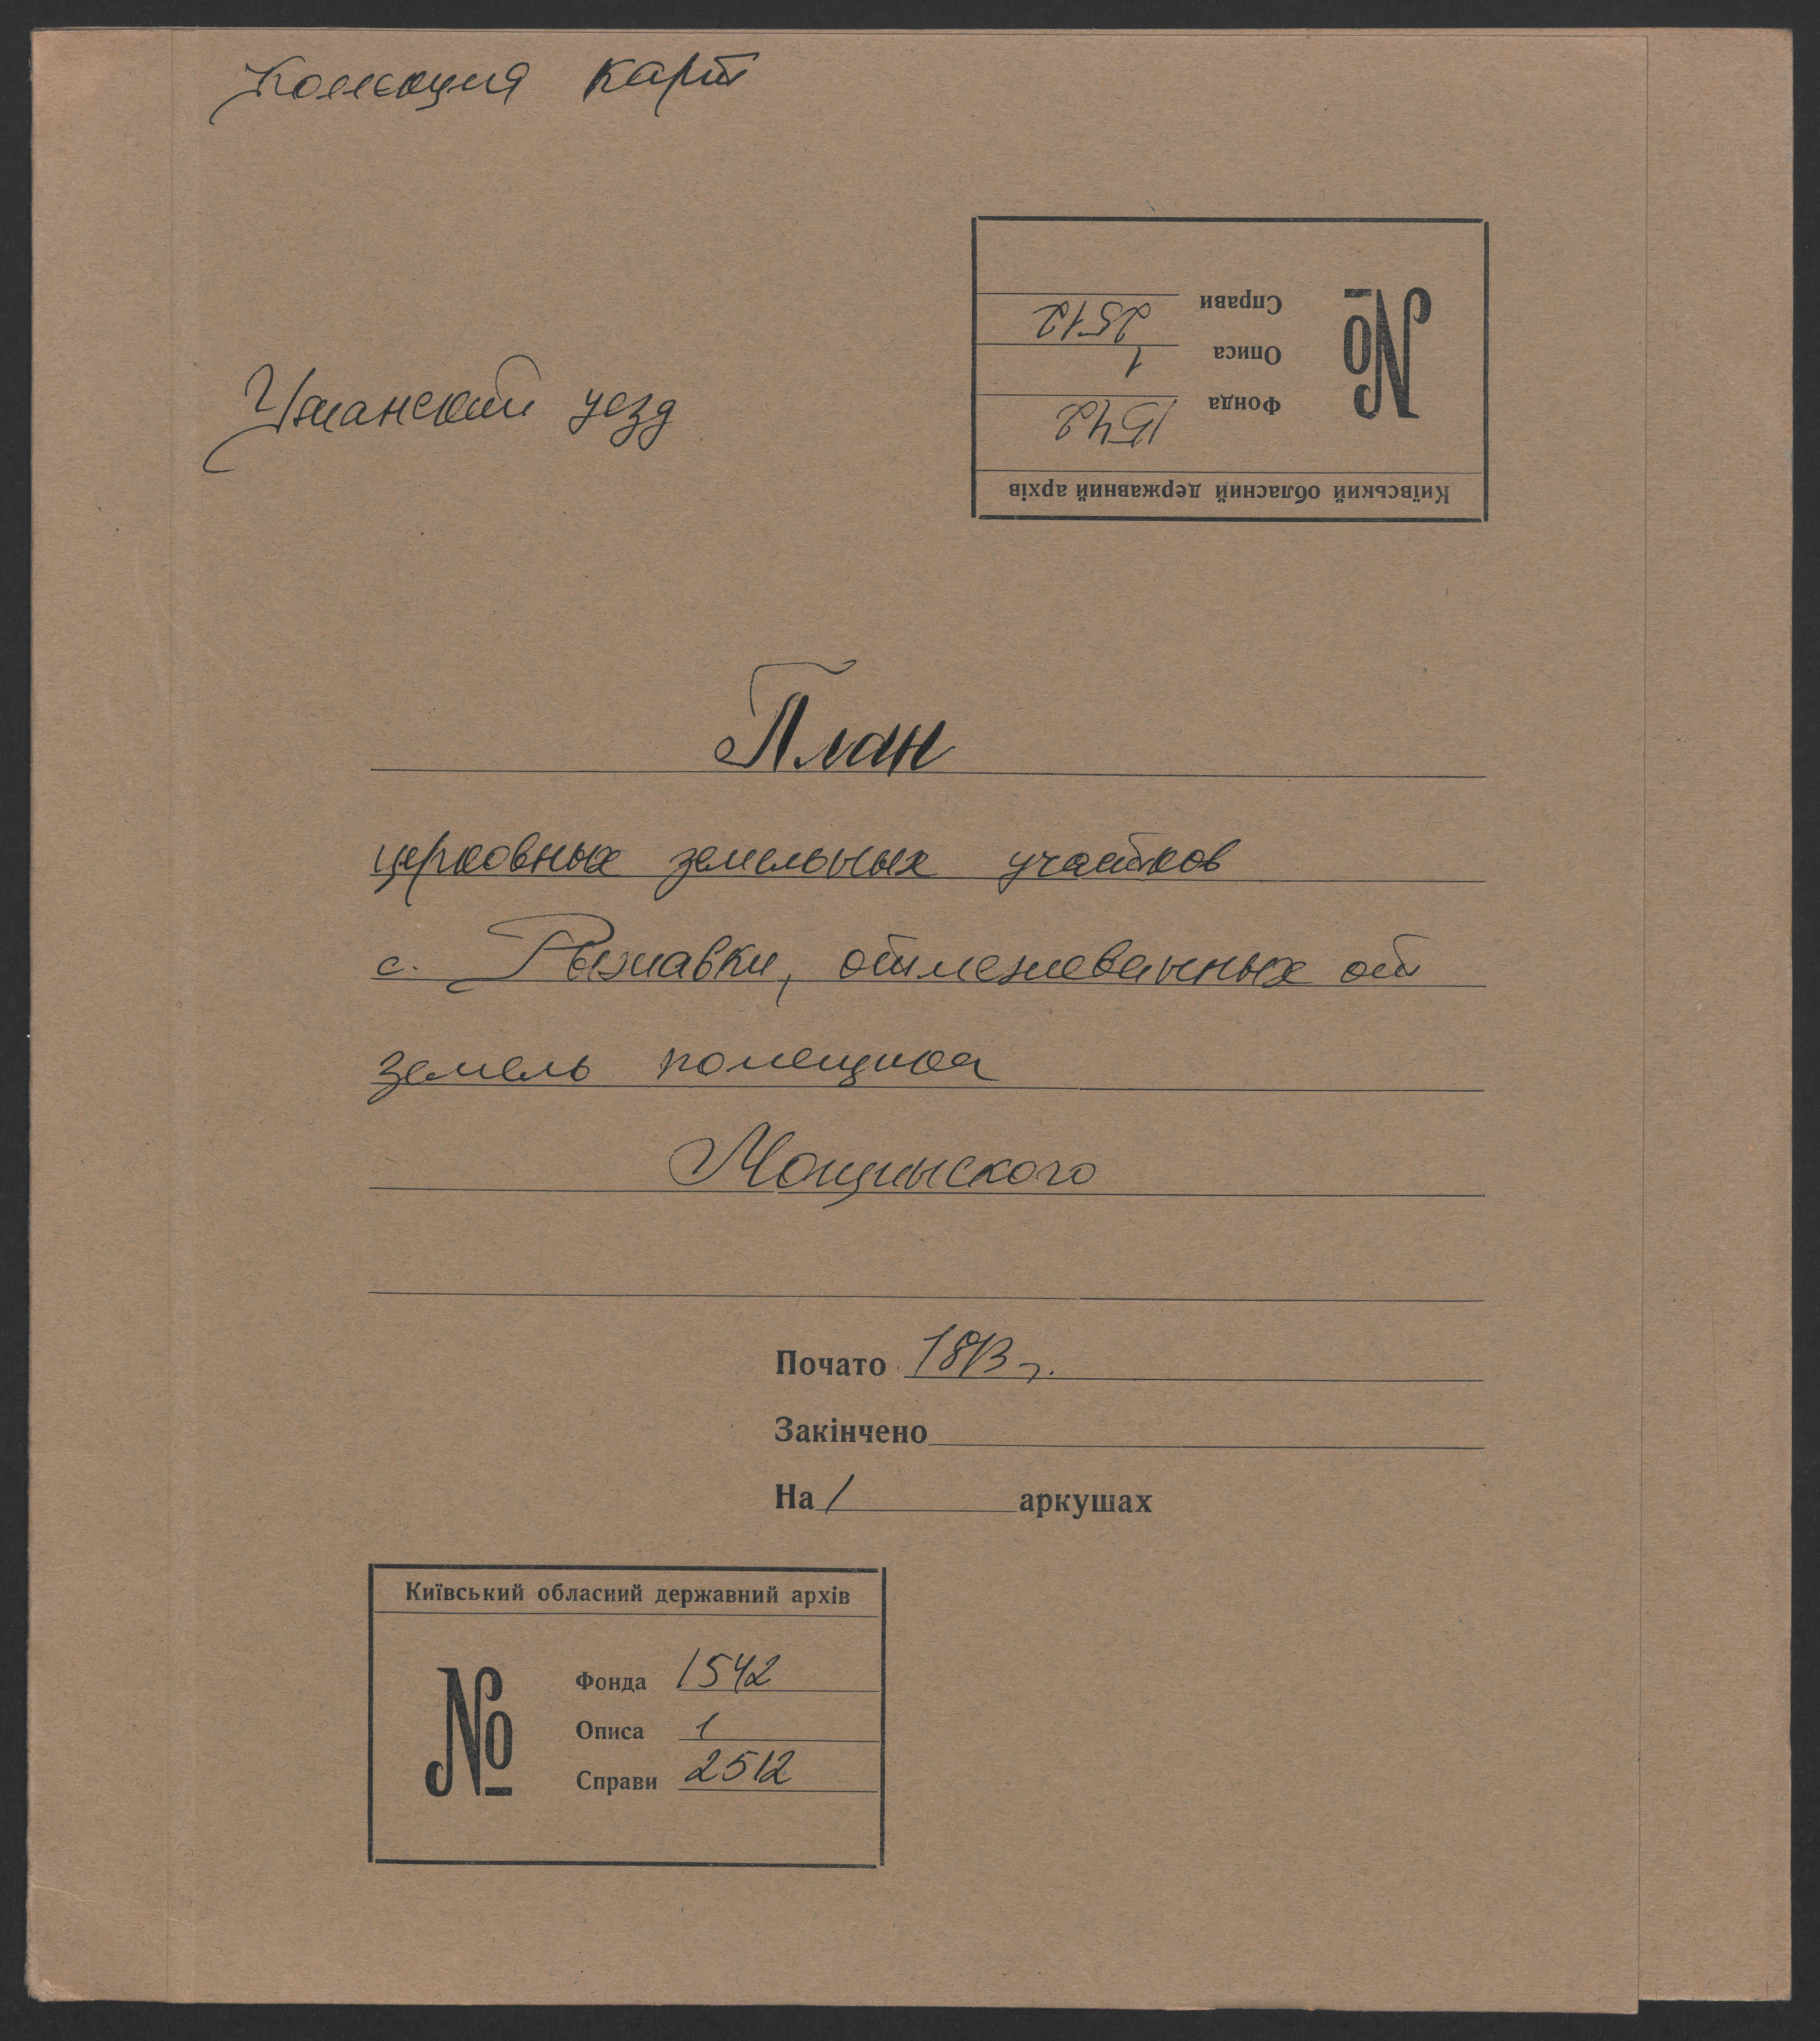 Коллекция карт
Справи 2512
Описа 1
Фонда 1542
№
Київський обласний державний архів
Уманский уезд
План
церковных земельных участков
с. Рыжавки, отмежеванных от
земель помещика
Мощинского
Почато 1813 г.
Закінчено
На 1 аркушах
Київський обласний державний архів
№
Фонда 1542
Описа 1
Справи 2512